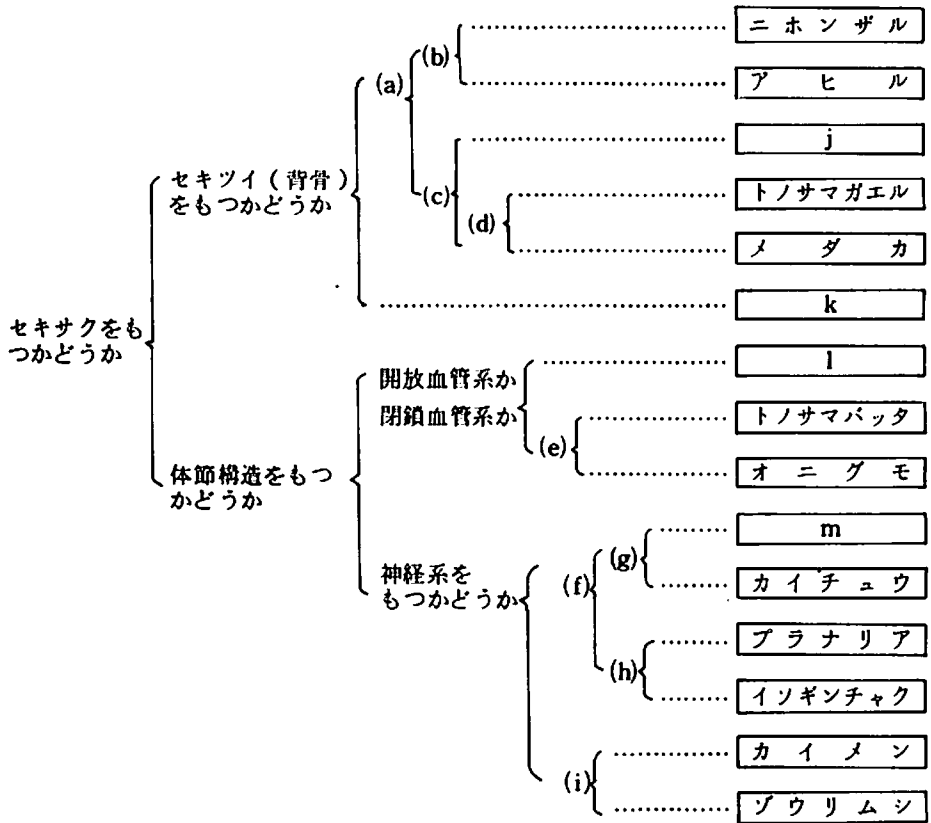 ニホンザル
(b)
(a)
アヒル
j
セキツイ(背骨)
をもつかどうか
(c)
トノサマガエル
(d)
メダカ
k
セキサクをも
つかどうか
l
開放血管系か
閉鎖血管系か
トノサマバッタ
(e)
オニグモ
体節構造をもつ
かどうか
m
(g)
神経系を
もつかどうか
(f)
カイチュウ
プラナリア
(h)
イソギンチャク
カイメン
(i)
ゾウリムシ